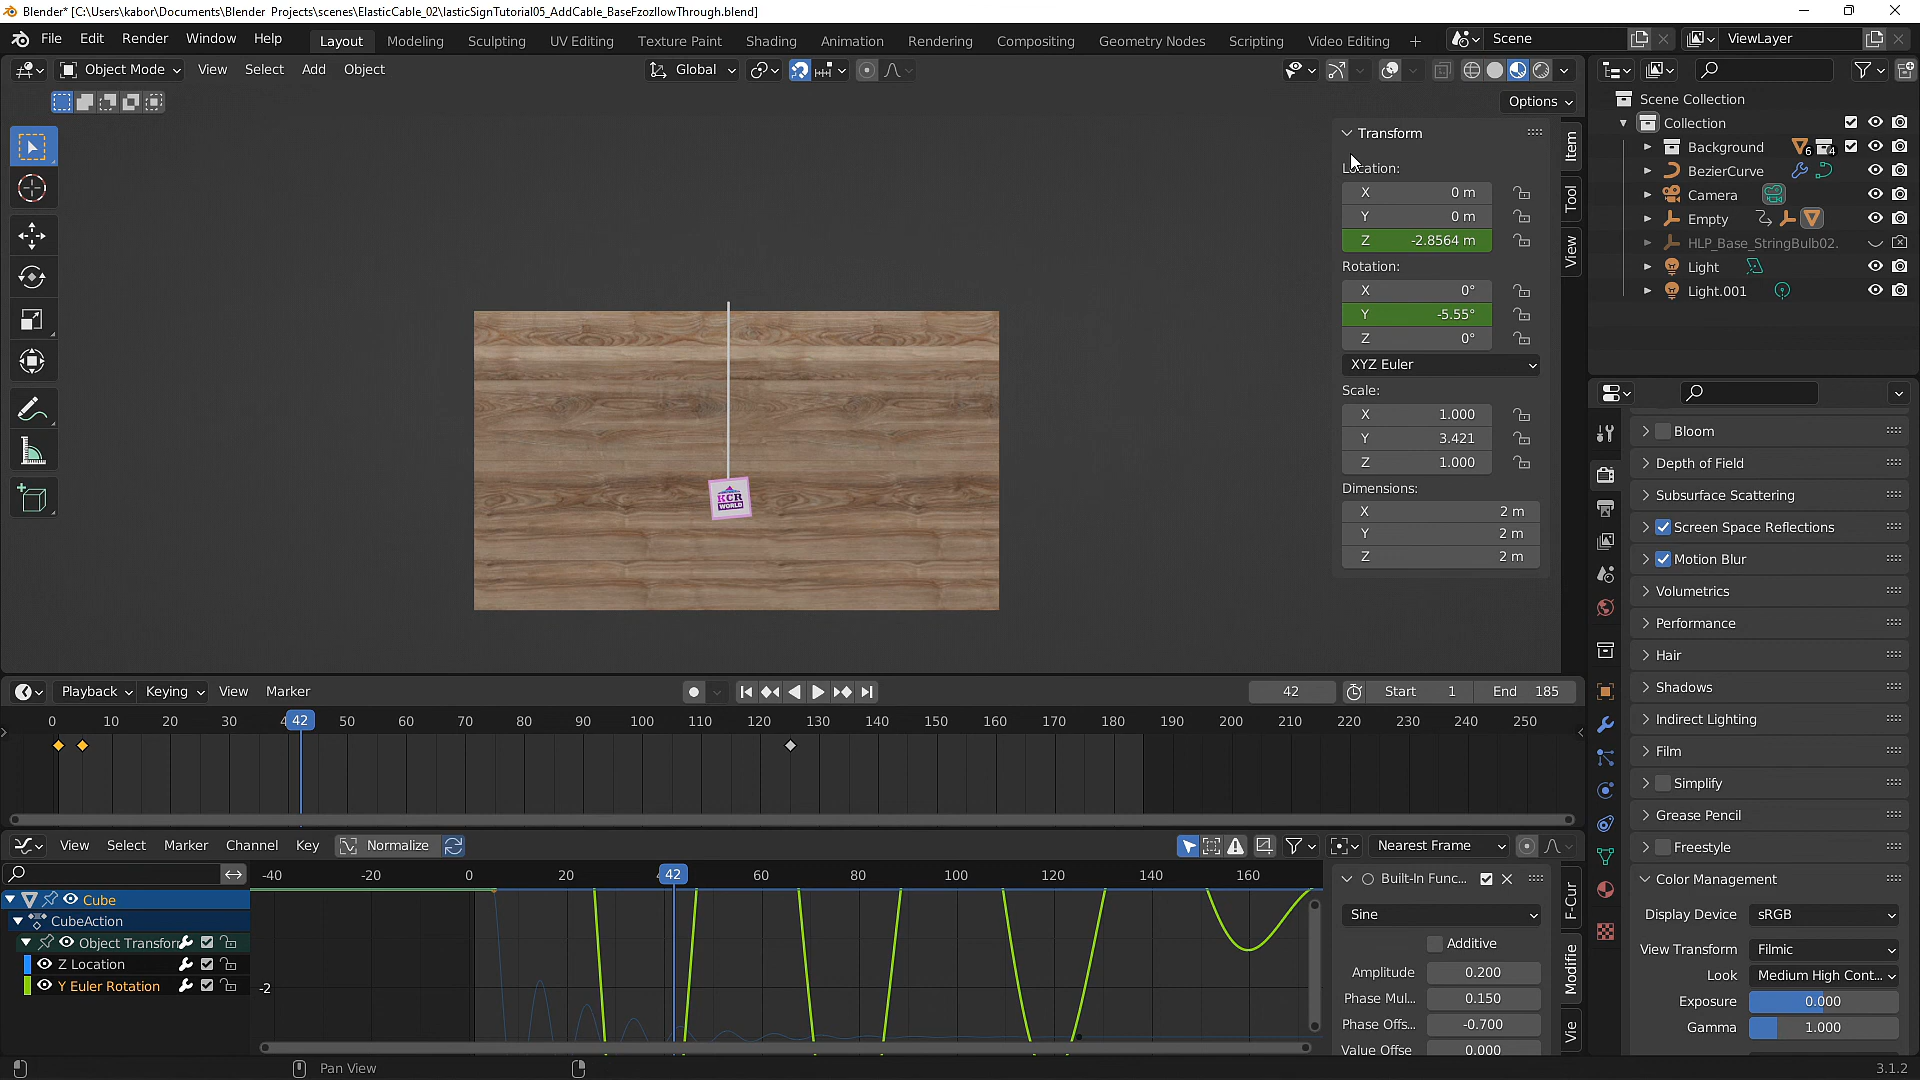 Blender* [C:\Users\kabor\Documents\Blender Projects\scenes\ElasticCable_02\lasticSignTutorial05_AddCable_BaseFzozllowThrough.blend]
File Edit Render Window Help Layout Modeling Sculpting UV Editing Texture Paint Shading Animation Rendering Compositing Geometry Nodes Scripting Video Editing + Scene ViewLayer
Object Mode View Select Add Object Global
Options
Transform
Location:
X 0 m
Y 0 m
Z -2.8564 m
Rotation:
X 0°
Y -5.55°
Z 0°
XYZ Euler
Scale:
X 1.000
Y 3.421
Z 1.000
Dimensions:
X 2 m
Y 2 m
Z 2 m
Item
Tool
View
KCR
WORLD
Scene Collection
Collection
Background 6 4
BezierCurve
Camera
Empty
HLP_Base_StringBulb02.
Light
Light.001
Bloom
Depth of Field
Subsurface Scattering
Screen Space Reflections
Motion Blur
Volumetrics
Performance
Hair
Shadows
Indirect Lighting
Film
Simplify
Grease Pencil
Freestyle
Color Management
Display Device sRGB
View Transform Filmic
Look Medium High Cont...
Exposure 0.000
Gamma 1.000
Playback Keying View Marker 42 Start 1 End 185
0 10 20 30 4 42 50 60 70 80 90 100 110 120 130 140 150 160 170 180 190 200 210 220 230 240 250
View Select Marker Channel Key Normalize Nearest Frame
-40 -20 0 20 4 42 60 80 100 120 140 160
Cube
CubeAction
Object Transfor
Z Location
Y Euler Rotation
-2
Built-In Func...
Sine
Additive
Amplitude 0.200
Phase Mul... 0.150
Phase Offs... -0.700
Value Offse 0.000
F-Cur
Modifie
Vie
Pan View
3.1.2